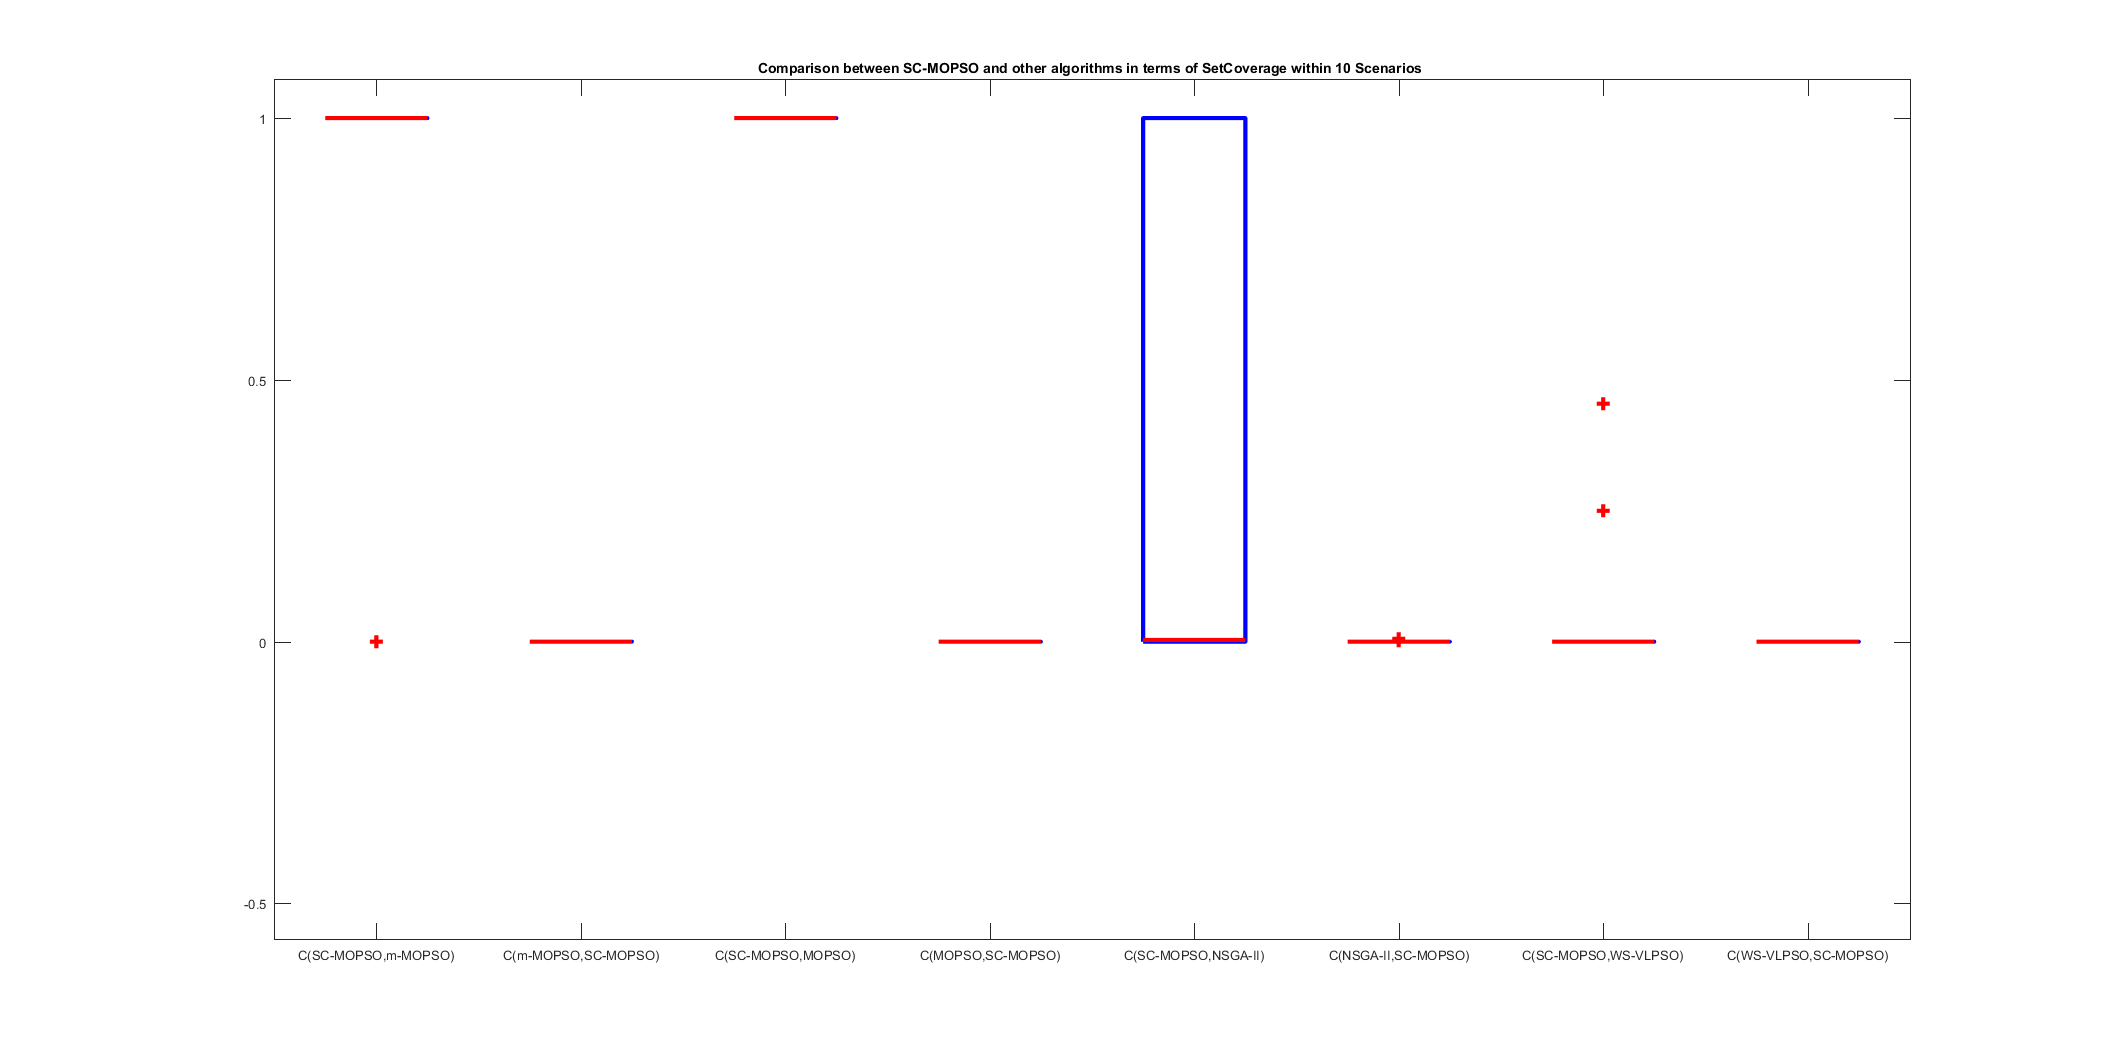 Comparison between SC-MOPSO and other algorithms in terms of SetCoverage within 10 Scenarios
1
0.5
0
-0.5
C(SC-MOPSO,m-MOPSO) C(m-MOPSO,SC-MOPSO) C(SC-MOPSO,MOPSO) C(MOPSO,SC-MOPSO) C(SC-MOPSO,NSGA-II) C(NSGA-II,SC-MOPSO) C(SC-MOPSO,WS-VLPSO) C(WS-VLPSO,SC-MOPSO)